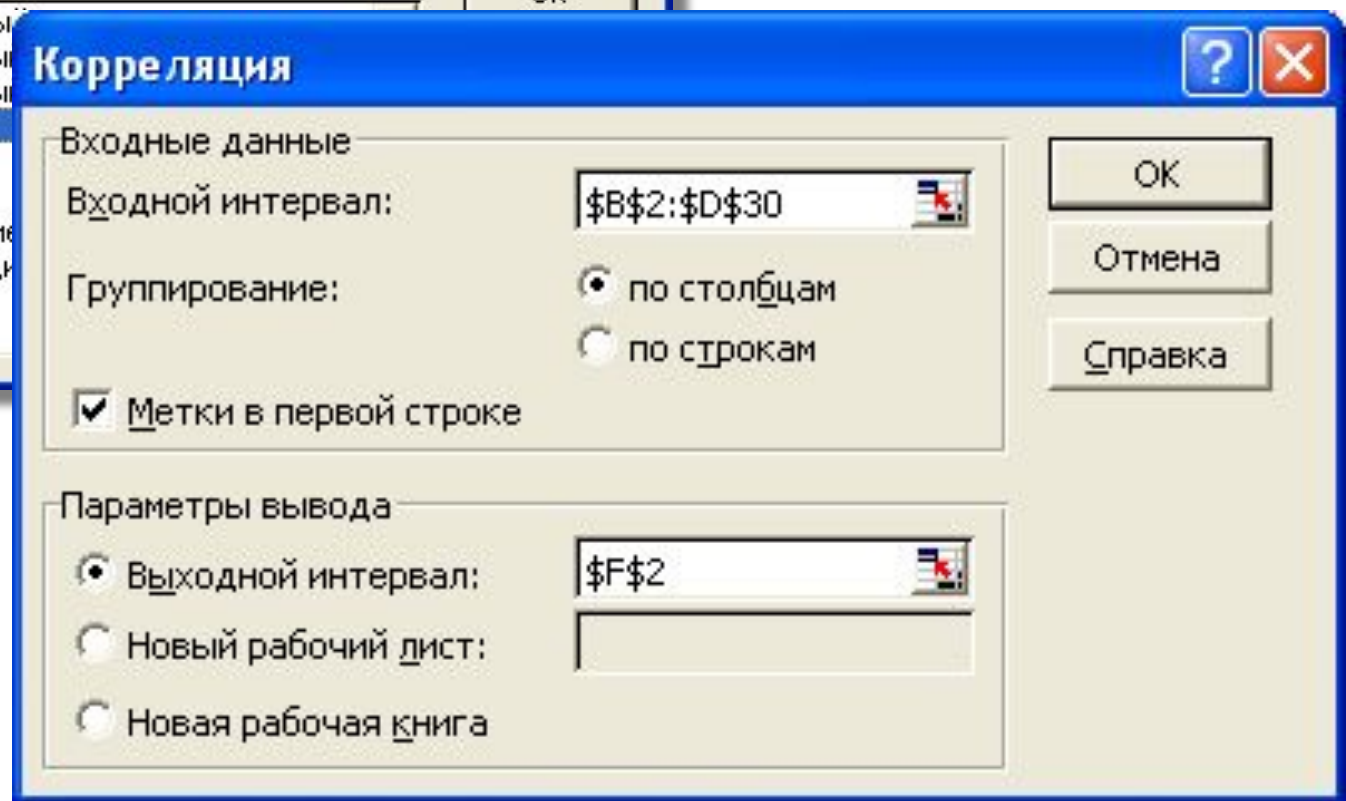 Корреляция
Входные данные
Входной интервал: $B$2:$D$30
OK
Группирование: по столбцам
Отмена
по строкам
Справка
Метки в первой строке
Параметры вывода
Выходной интервал: $F$2
Новый рабочий лист:
Новая рабочая книга